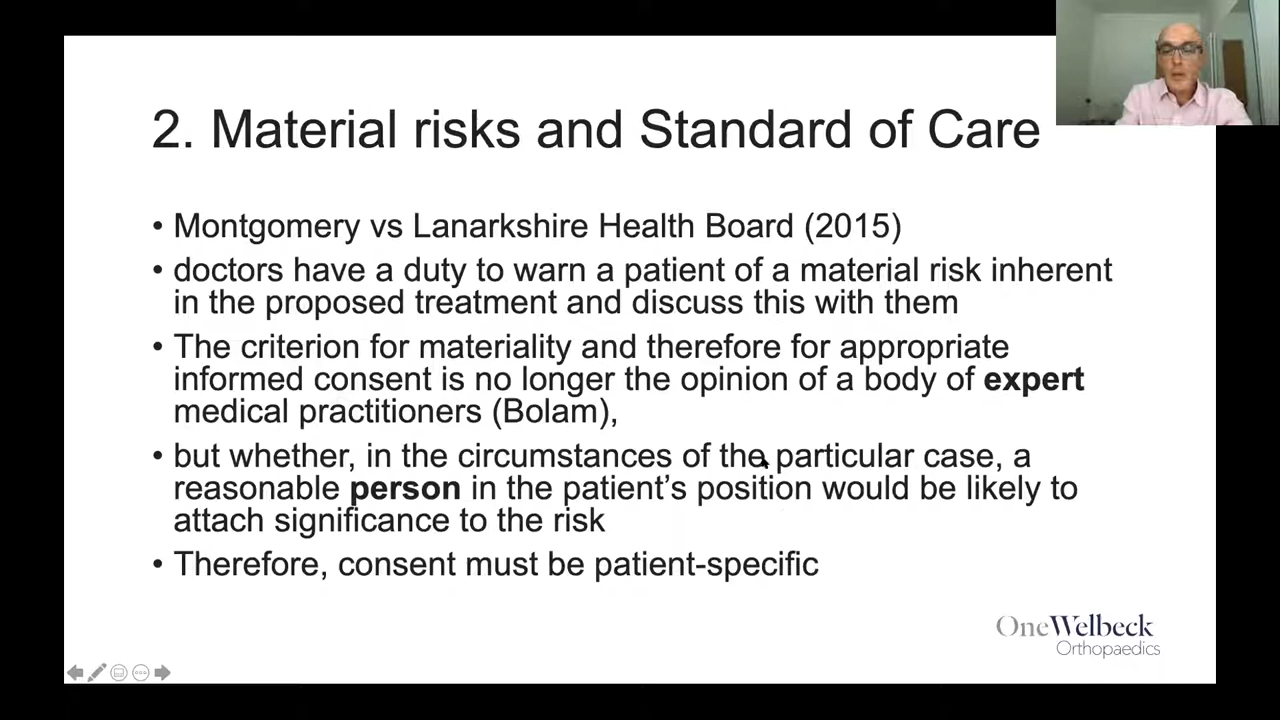 2. Material risks and Standard of Care
• Montgomery vs Lanarkshire Health Board (2015)
• doctors have a duty to warn a patient of a material risk inherent
in the proposed treatment and discuss this with them
• The criterion for materiality and therefore for appropriate
informed consent is no longer the opinion of a body of expert
medical practitioners (Bolam),
• but whether, in the circumstances of the particular case, a
reasonable person in the patient’s position would be likely to
attach significance to the risk
• Therefore, consent must be patient-specific
OneWelbeck
Orthopaedics